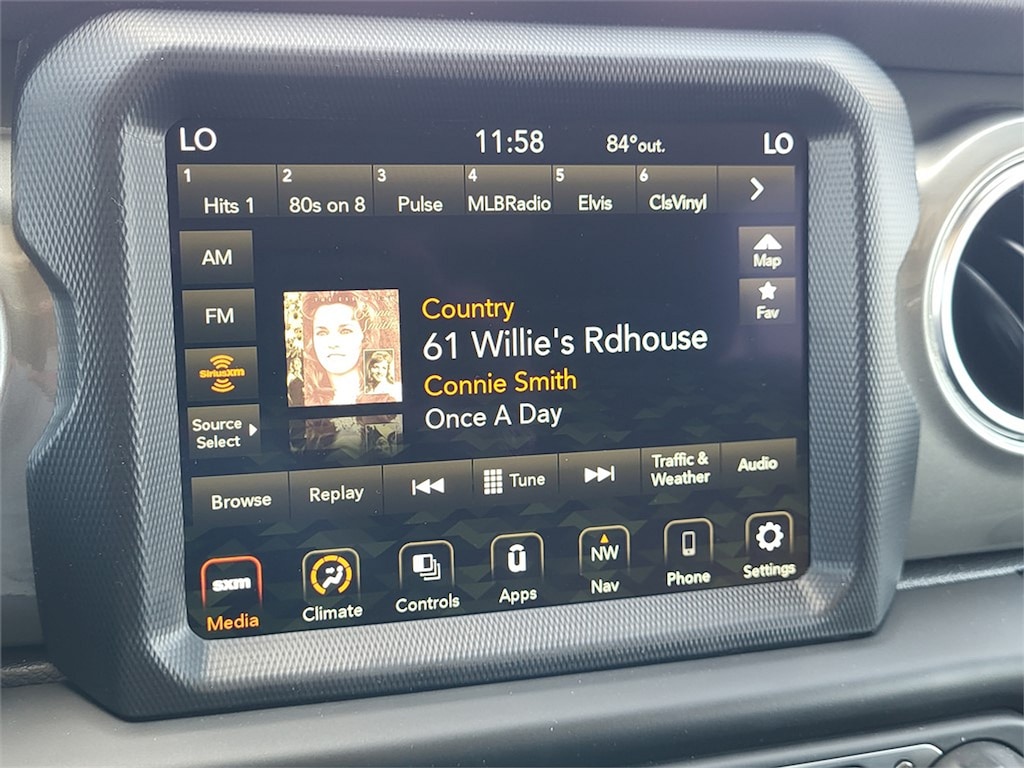 LO 11:58 84°out. LO
1 2 3 4 5 6
Hits 1 80s on 8 Pulse MLBRadio Elvis ClsVinyl
AM
Map
FM
Fav
Country
61 Willie's Rdhouse
SiriusXM
Connie Smith
Once A Day
Source
Select
Browse Replay Tune Traffic & Audio
Weather
sxm NW
Media Climate Controls Apps Nav Phone Settings